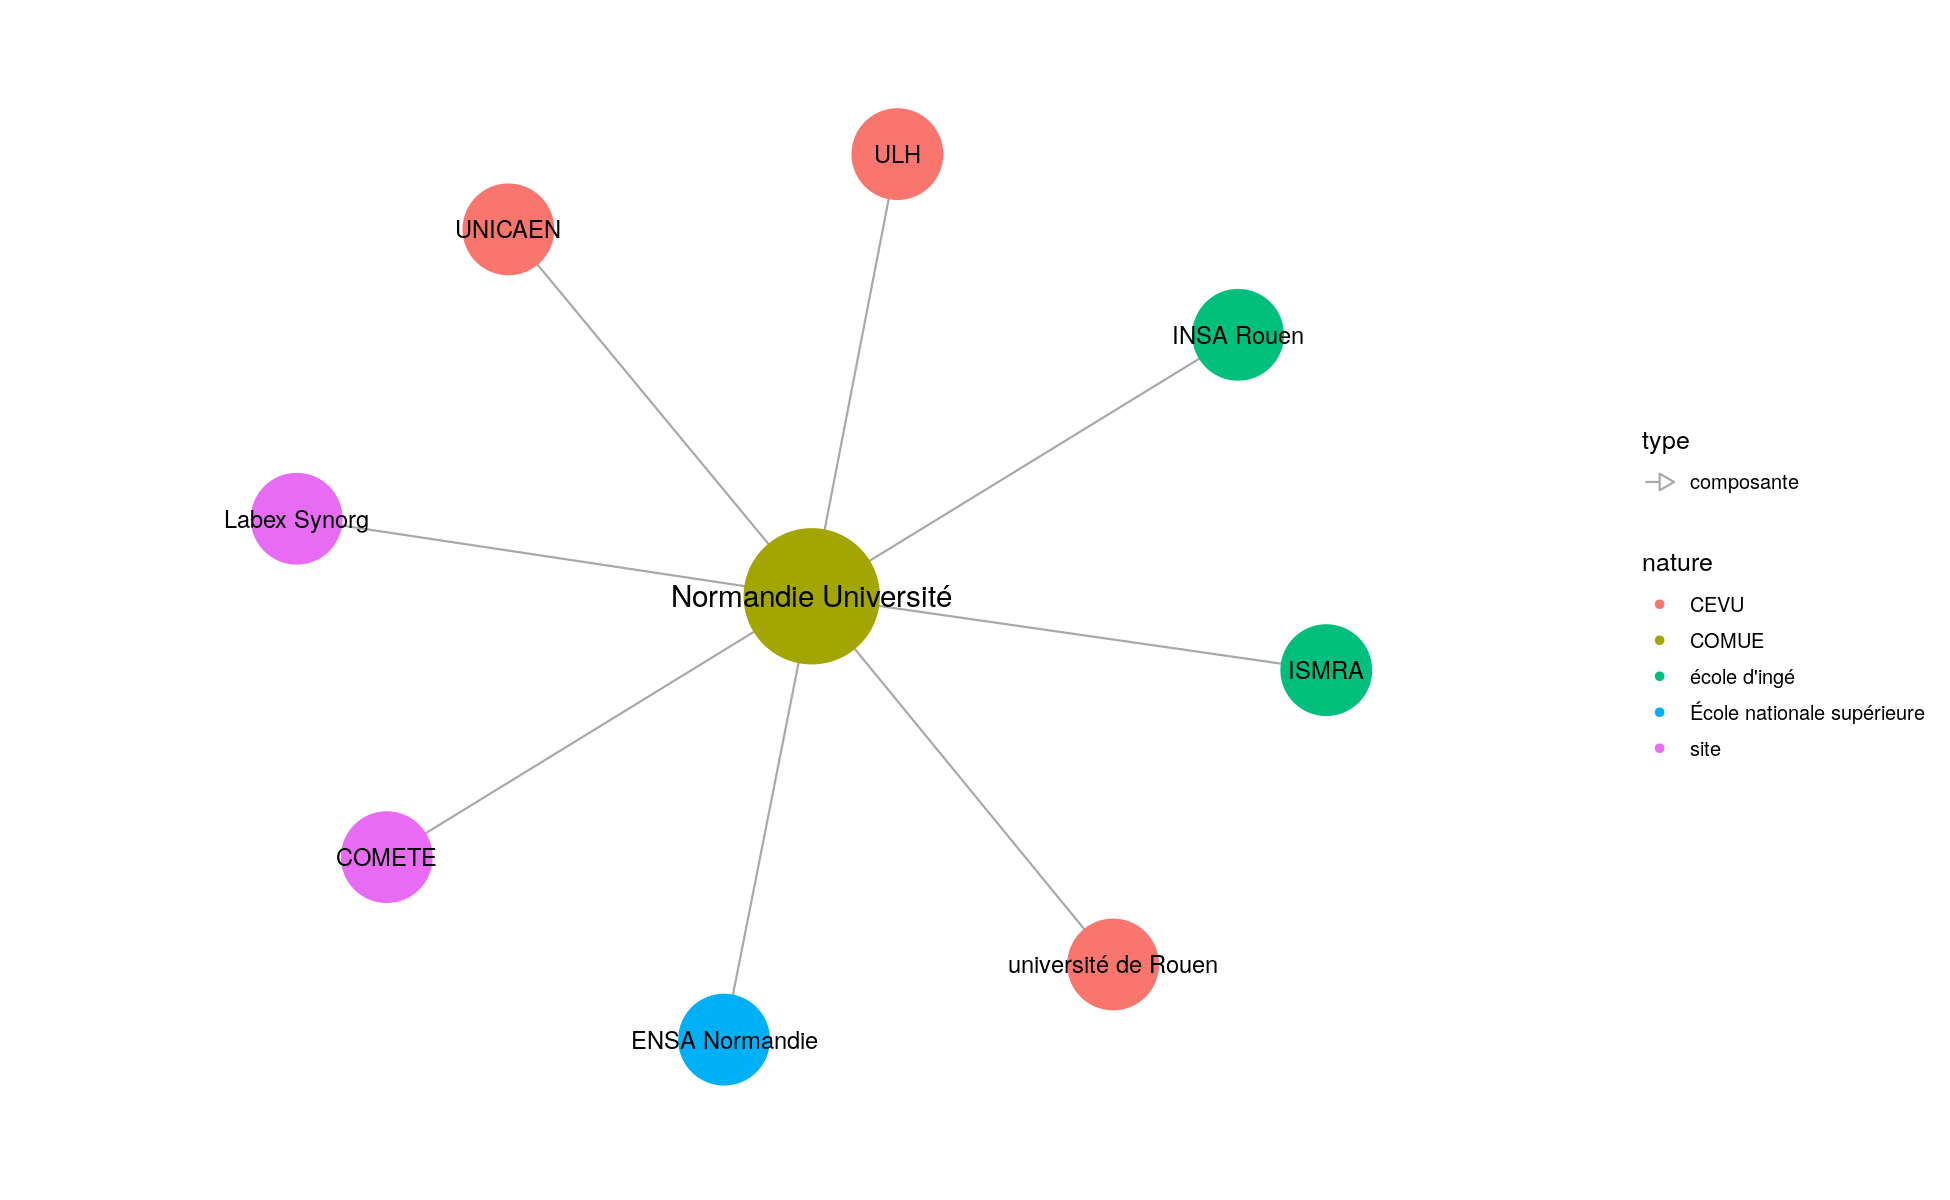 ULH
UNICAEN
INSA Rouen
Labex Synorg
Normandie Université
ISMRA
COMETE
université de Rouen
ENSA Normandie
type
composante
nature
CEVU
COMUE
école d'ingé
École nationale supérieure
site